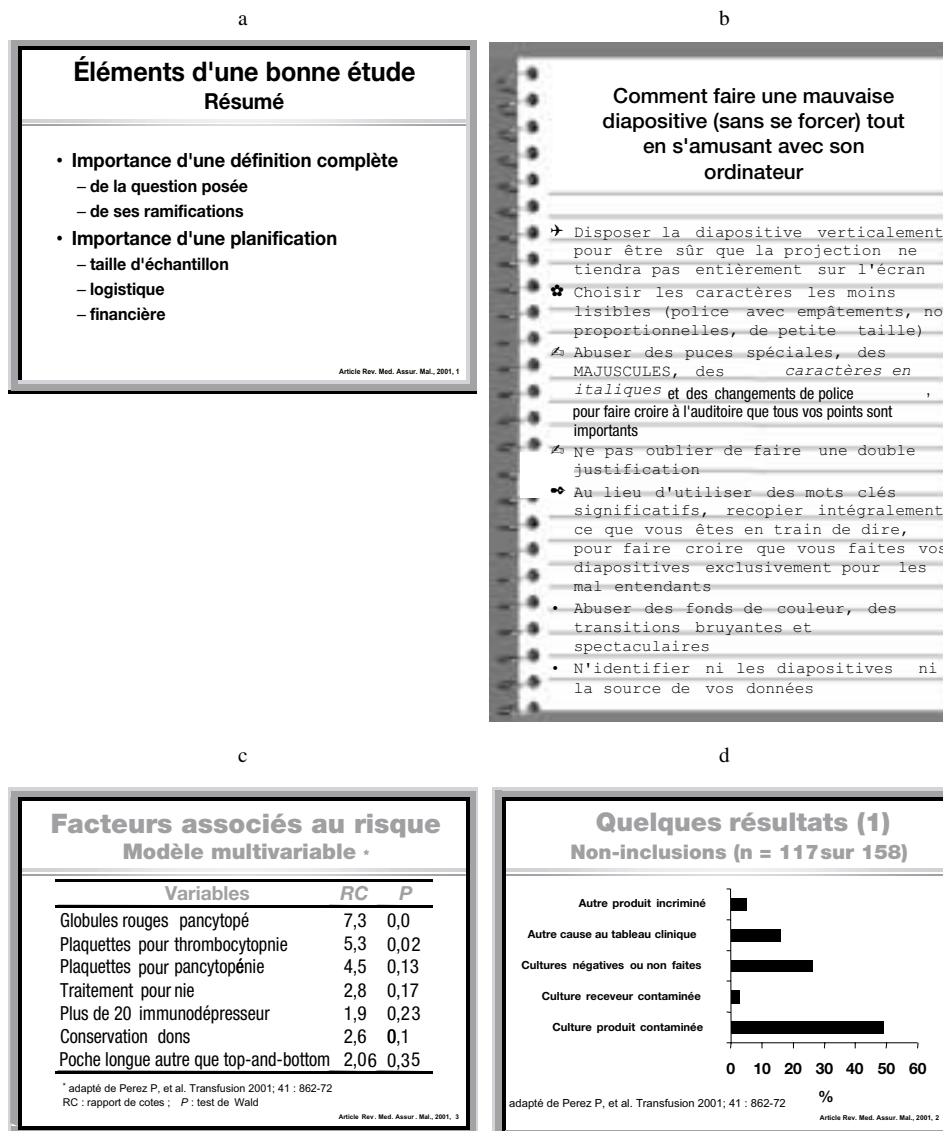 a
Éléments d'une bonne étude
Résumé
• Importance d'une définition complète
– de la question posée
– de ses ramifications
• Importance d'une planification
– taille d'échantillon
– logistique
– financière
Article Rev. Med. Assur. Mal., 2001, 1
b
Comment faire une mauvaise
diapositive (sans se forcer) tout
en s'amusant avec son
ordinateur
✈ Disposer la diapositive verticalement
pour être sûr que la projection ne
tiendra pas entièrement sur l'écran
✿ Choisir les caractères les moins
lisibles (police avec empâtements, no
proportionnelles, de petite taille)
✍ Abuser des puces spéciales, des
MAJUSCULES, des caractères en
italiques et des changements de police ,
pour faire croire à l'auditoire que tous vos points sont
importants
✍ Ne pas oublier de faire une double
justification
➻ Au lieu d'utiliser des mots clés
significatifs, recopier intégralement
ce que vous êtes en train de dire,
pour faire croire que vous faites vos
diapositives exclusivement pour les
mal entendants
• Abuser des fonds de couleur, des
transitions bruyantes et
spectaculaires
• N'identifier ni les diapositives ni
la source de vos données
c
Facteurs associés au risque
Modèle multivariable *
Variables RC P
Globules rouges pancytopé 7,3 0,0
Plaquettes pour thrombocytopnie 5,3 0,02
Plaquettes pour pancytopénie 4,5 0,13
Traitement pour nie 2,8 0,17
Plus de 20 immunodépresseur 1,9 0,23
Conservation dons 2,6 0,1
Poche longue autre que top-and-bottom 2,06 0,35
* adapté de Perez P, et al. Transfusion 2001; 41 : 862-72
RC : rapport de cotes ; P : test de Wald
Article Rev. Med. Assur. Mal., 2001, 3
d
Quelques résultats (1)
Non-inclusions (n = 117 sur 158)
Autre produit incriminé
Autre cause au tableau clinique
Cultures négatives ou non faites
Culture receveur contaminée
Culture produit contaminée
0 10 20 30 40 50 60
%
adapté de Perez P, et al. Transfusion 2001; 41 : 862-72
Article Rev. Med. Assur. Mal., 2001, 2